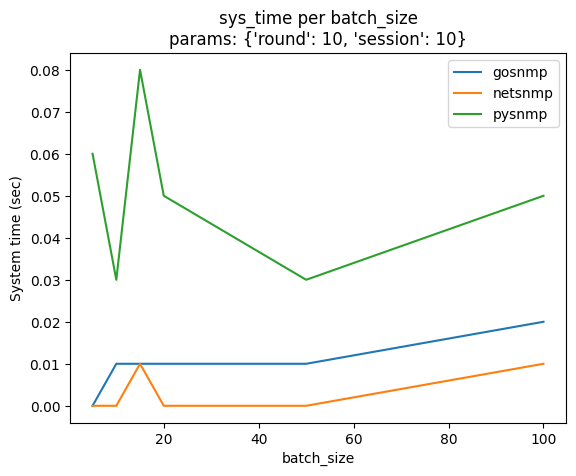 sys_time per batch_size
params: {'round': 10, 'session': 10}
gosnmp
netsnmp
pysnmp
System time (sec)
0.08
0.07
0.06
0.05
0.04
0.03
0.02
0.01
0.00
20 40 60 80 100
batch_size